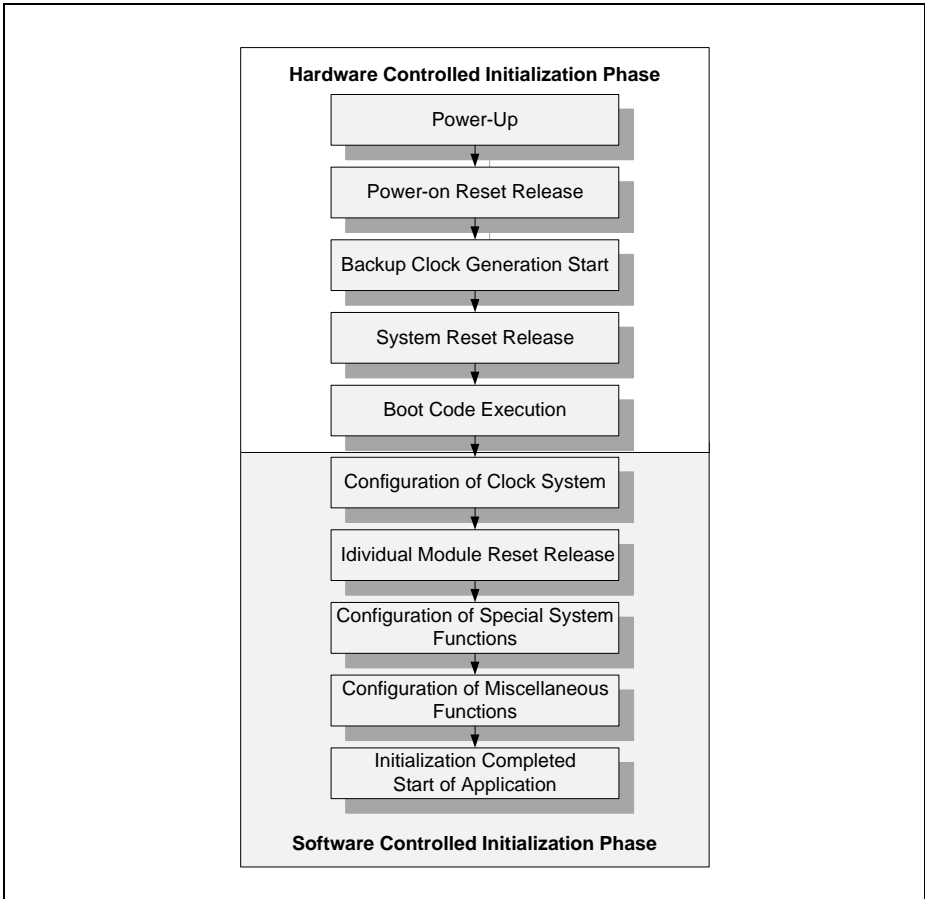 Hardware Controlled Initialization Phase
Power-Up
Power-on Reset Release
Backup Clock Generation Start
System Reset Release
Boot Code Execution
Configuration of Clock System
Idividual Module Reset Release
Configuration of Special System
Functions
Configuration of Miscellaneous
Functions
Initialization Completed
Start of Application
Software Controlled Initialization Phase